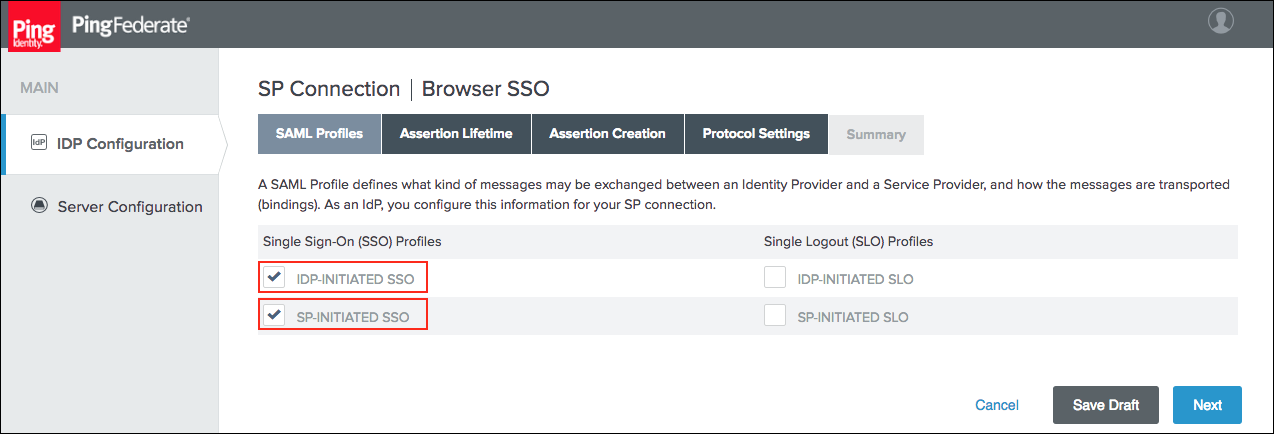 Ping
Identity.
PingFederate®
MAIN
IdP
IDP Configuration
Server Configuration
SP Connection | Browser SSO
SAML Profiles
Assertion Lifetime
Assertion Creation
Protocol Settings
Summary
A SAML Profile defines what kind of messages may be exchanged between an Identity Provider and a Service Provider, and how the messages are transported
(bindings). As an IdP, you configure this information for your SP connection.
Single Sign-On (SSO) Profiles
Single Logout (SLO) Profiles
IDP-INITIATED SSO
IDP-INITIATED SLO
SP-INITIATED SSO
SP-INITIATED SLO
Cancel
Save Draft
Next